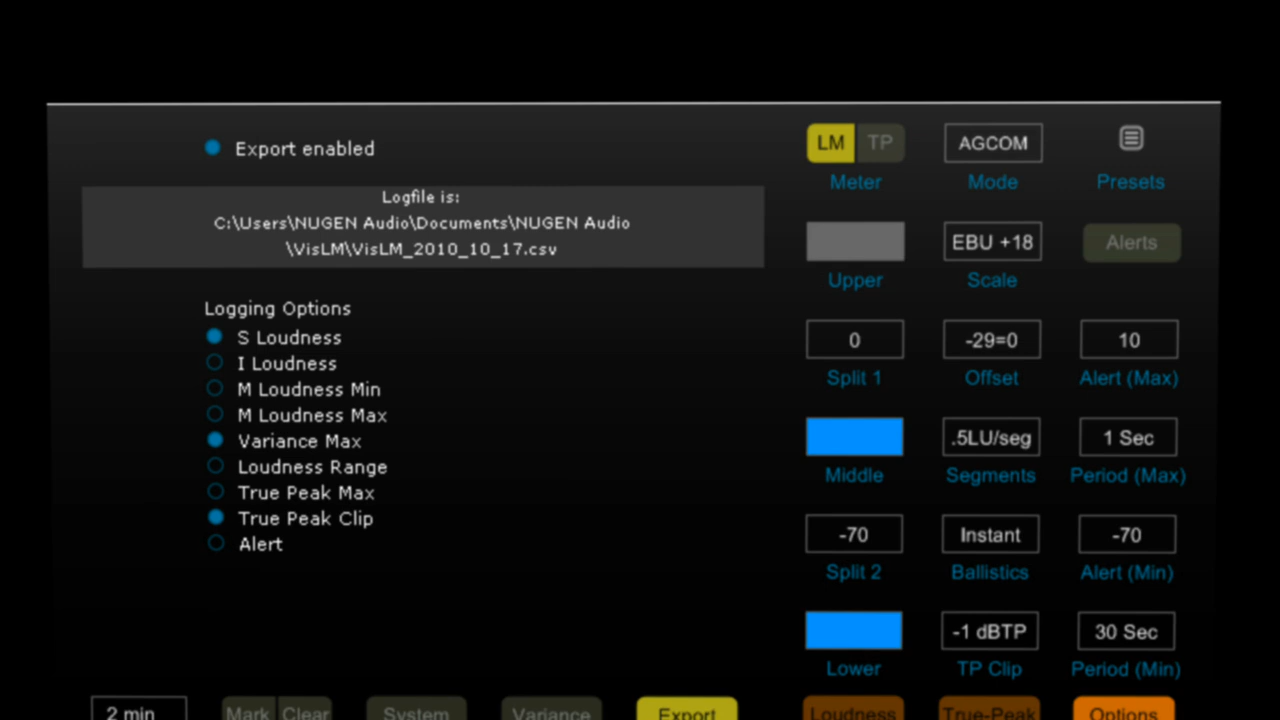 Export enabled
Logfile is:
C:\Users\NUGEN Audio\Documents\NUGEN Audio
\VisLM\VisLM_2010_10_17.csv
Logging Options
S Loudness
I Loudness
M Loudness Min
M Loudness Max
Variance Max
Loudness Range
True Peak Max
True Peak Clip
Alert
LM TP AGCOM
Meter Mode Presets
EBU +18 Alerts
Upper Scale
0 -29=0 10
Split 1 Offset Alert (Max)
.5LU/seg 1 Sec
Middle Segments Period (Max)
-70 Instant -70
Split 2 Ballistics Alert (Min)
-1 dBTP 30 Sec
Lower TP Clip Period (Min)
2 min Mark Clear System Variance Export Loudness True-Peak Options